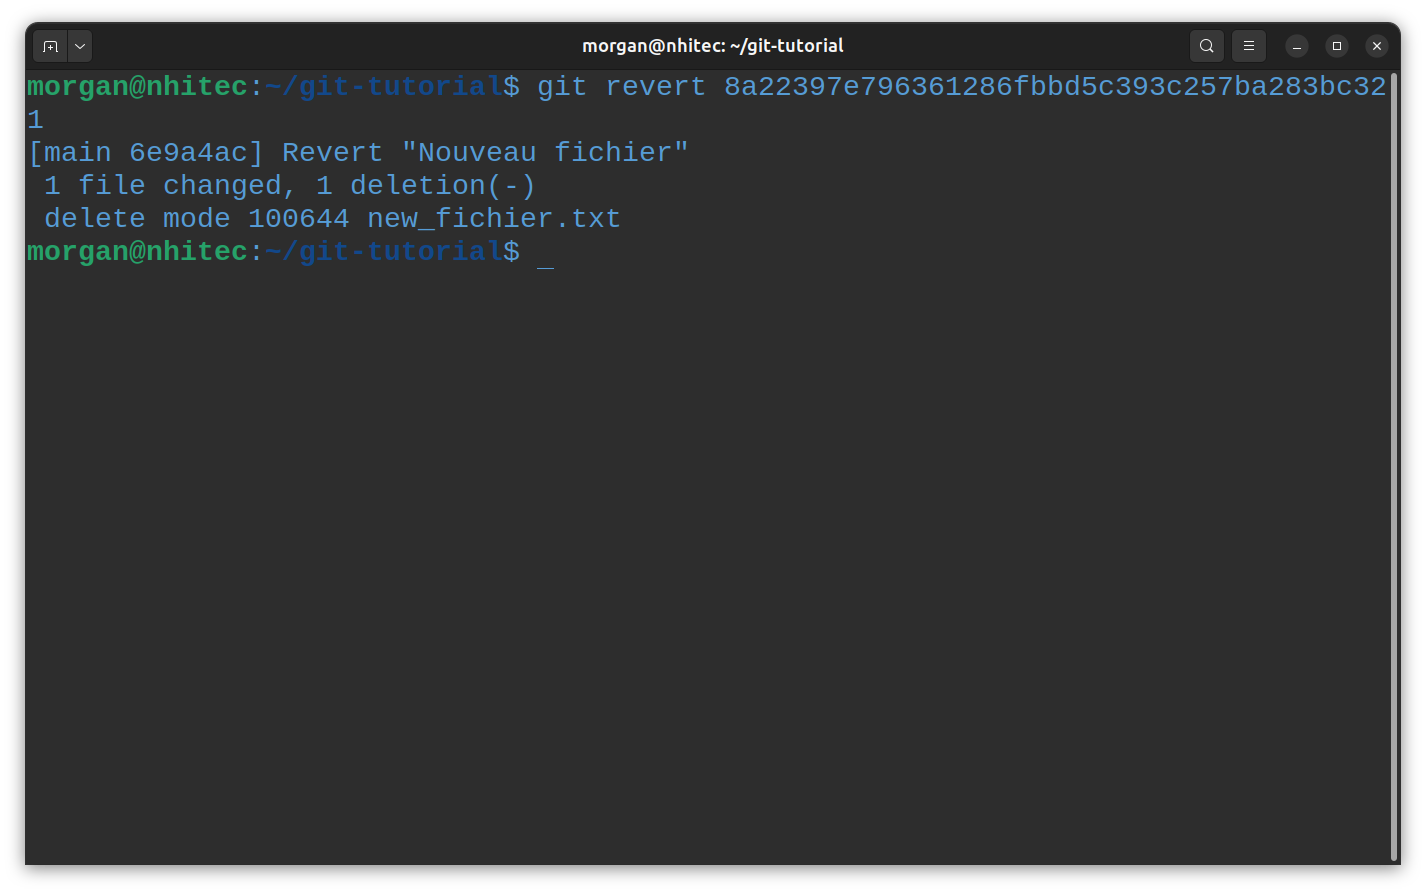 morgan@nhitec: ~/git-tutorial
morgan@nhitec:~/git-tutorial$ git revert 8a22397e796361286fbbd5c393c257ba283bc32
1
[main 6e9a4ac] Revert "Nouveau fichier"
 1 file changed, 1 deletion(-)
 delete mode 100644 new_fichier.txt
morgan@nhitec:~/git-tutorial$ _